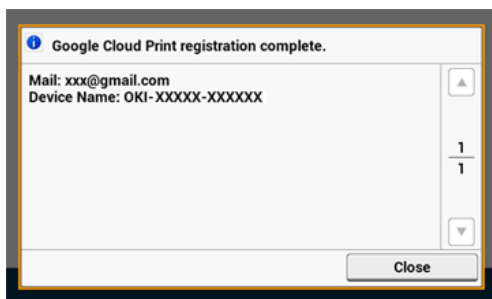 Google Cloud Print registration complete.
Mail: xxx@gmail.com
Device Name: OKI-XXXXX-XXXXXX
1
1
Close